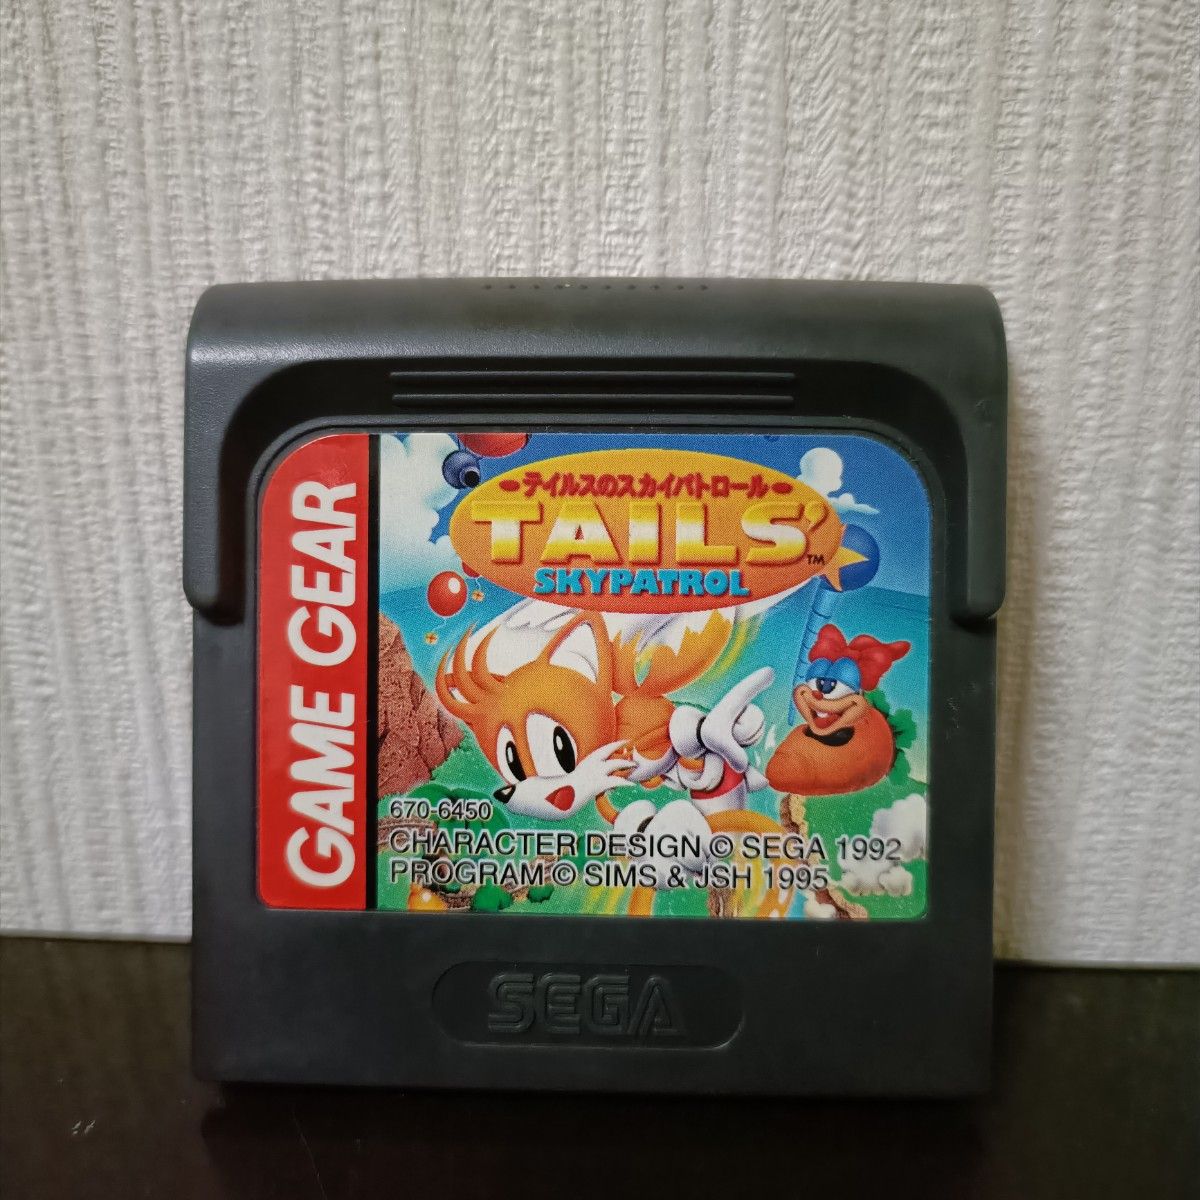 GAME GEAR
テイルスのスカイパトロール
TAILS'™
SKYPATROL
670-6450
CHARACTER DESIGN © SEGA 1992
PROGRAM © SIMS & JSH 1995
SEGA